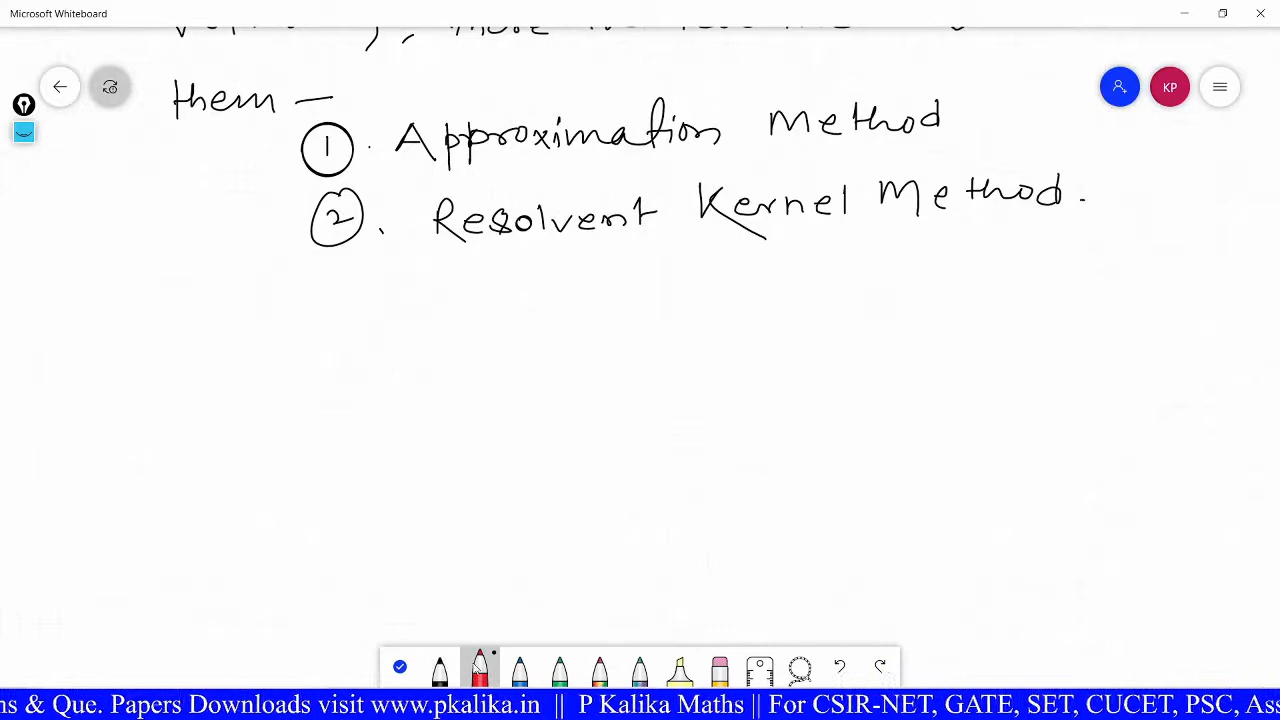 Microsoft Whiteboard
KP
them —
1. Approximation Method
2. Resolvent Kernel Method.
ns & Que. Papers Downloads visit www.pkalika.in || P Kalika Maths || For CSIR-NET, GATE, SET, CUCET, PSC, Ass